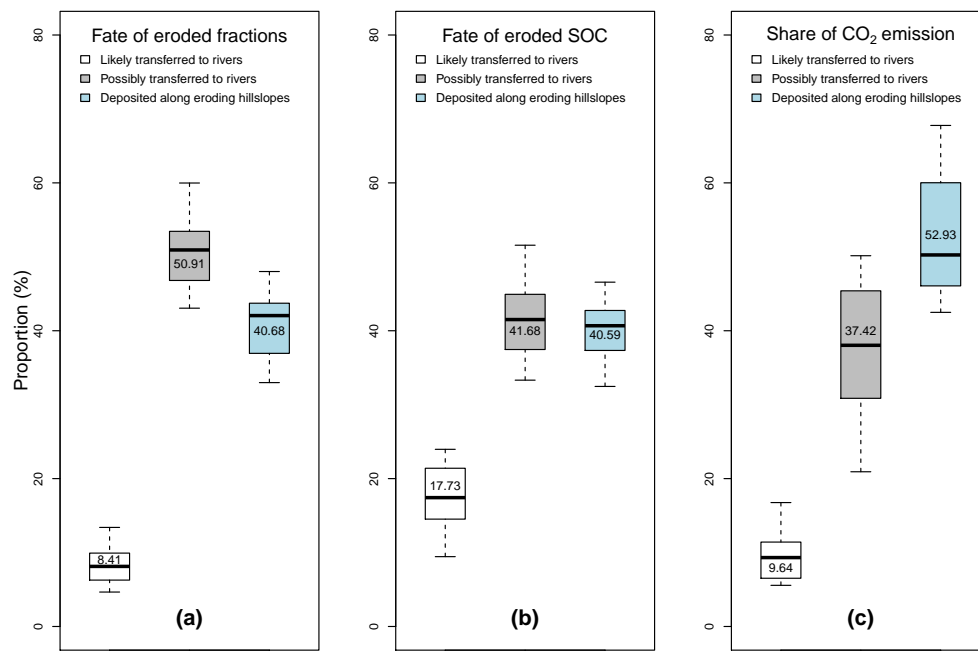 Proportion (%)
0
20
40
60
80
Fate of eroded fractions
Likely transferred to rivers
Possibly transferred to rivers
Deposited along eroding hillslopes
8.41
50.91
40.68
(a)
0
20
40
60
80
Fate of eroded SOC
Likely transferred to rivers
Possibly transferred to rivers
Deposited along eroding hillslopes
17.73
41.68
40.59
(b)
0
20
40
60
80
Share of CO₂ emission
Likely transferred to rivers
Possibly transferred to rivers
Deposited along eroding hillslopes
9.64
37.42
52.93
(c)